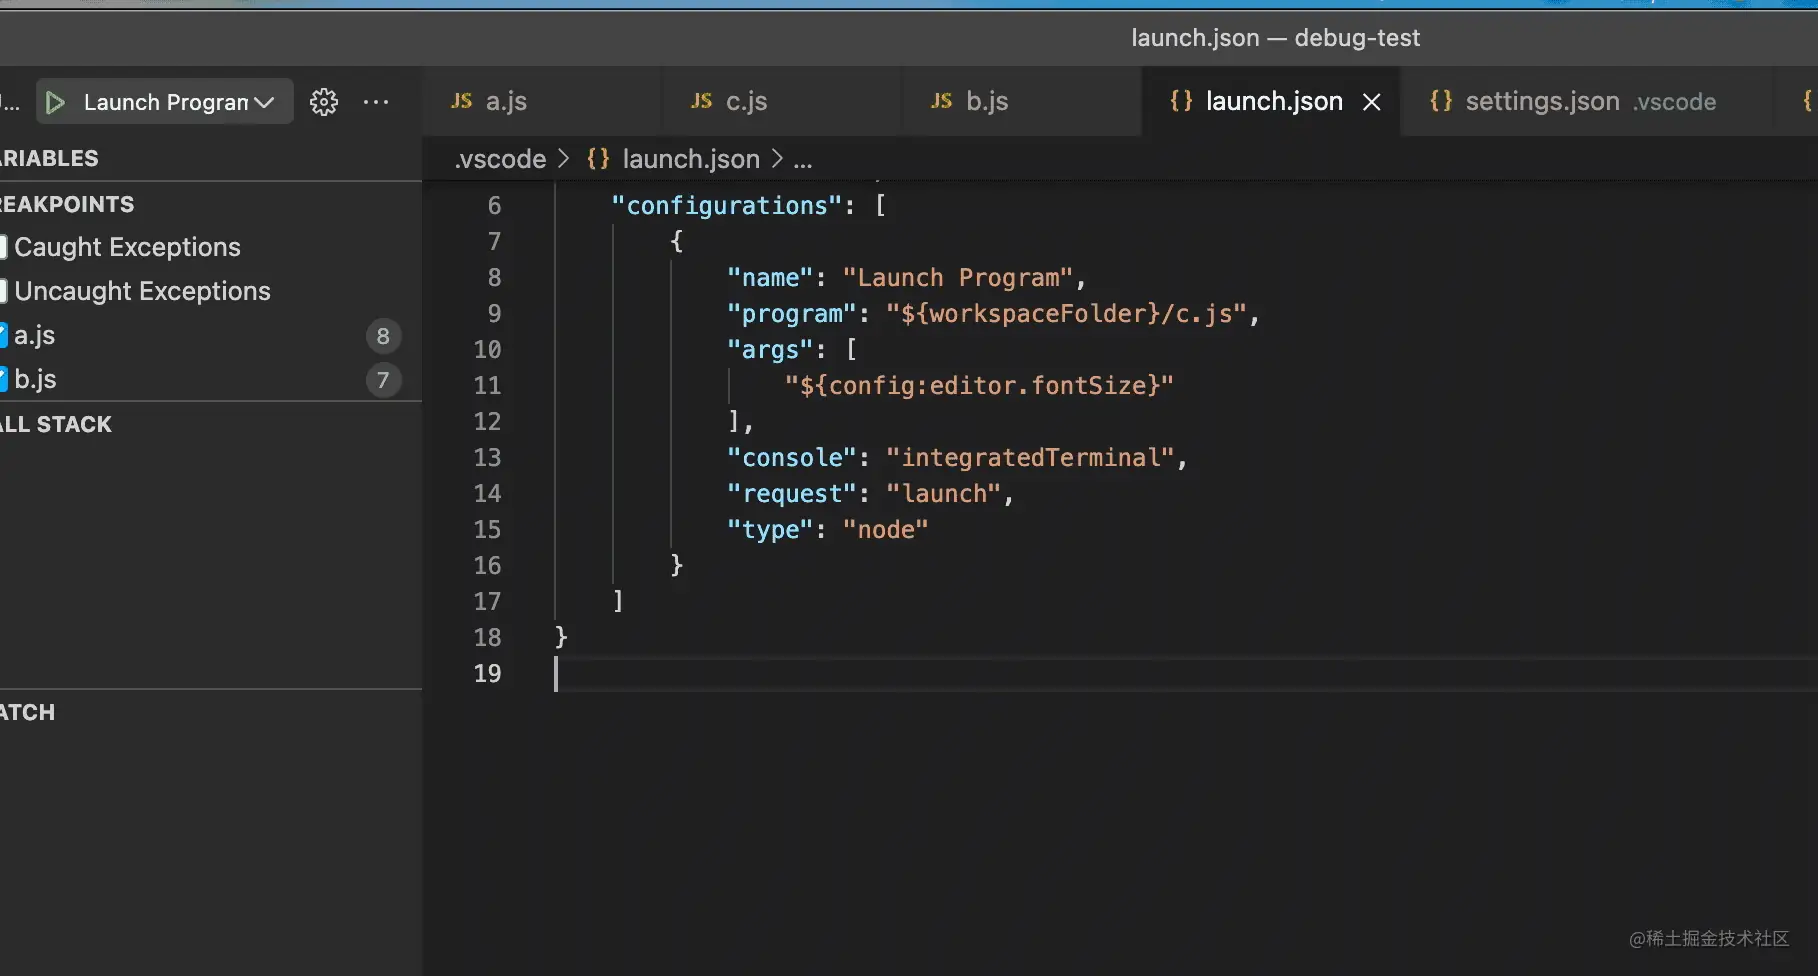 launch.json — debug-test
Launch Program
JS a.js
JS c.js
JS b.js
{} launch.json
{} settings.json .vscode
.vscode > {} launch.json > ...
RIABLES
EAKPOINTS
Caught Exceptions
Uncaught Exceptions
a.js 8
b.js 7
LL STACK
ATCH
6 "configurations": [
7 {
8 "name": "Launch Program",
9 "program": "${workspaceFolder}/c.js",
10 "args": [
11 "${config:editor.fontSize}"
12 ],
13 "console": "integratedTerminal",
14 "request": "launch",
15 "type": "node"
16 }
17 ]
18 }
19
@稀土掘金技术社区